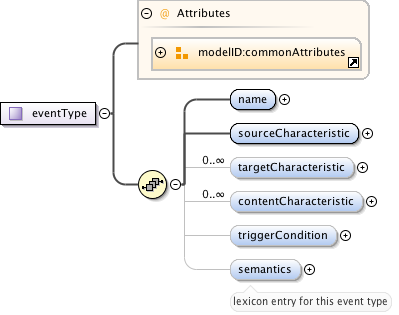 @ Attributes
modelID:commonAttributes
eventType
name
sourceCharacteristic
0..∞
targetCharacteristic
0..∞
contentCharacteristic
triggerCondition
semantics
lexicon entry for this event type